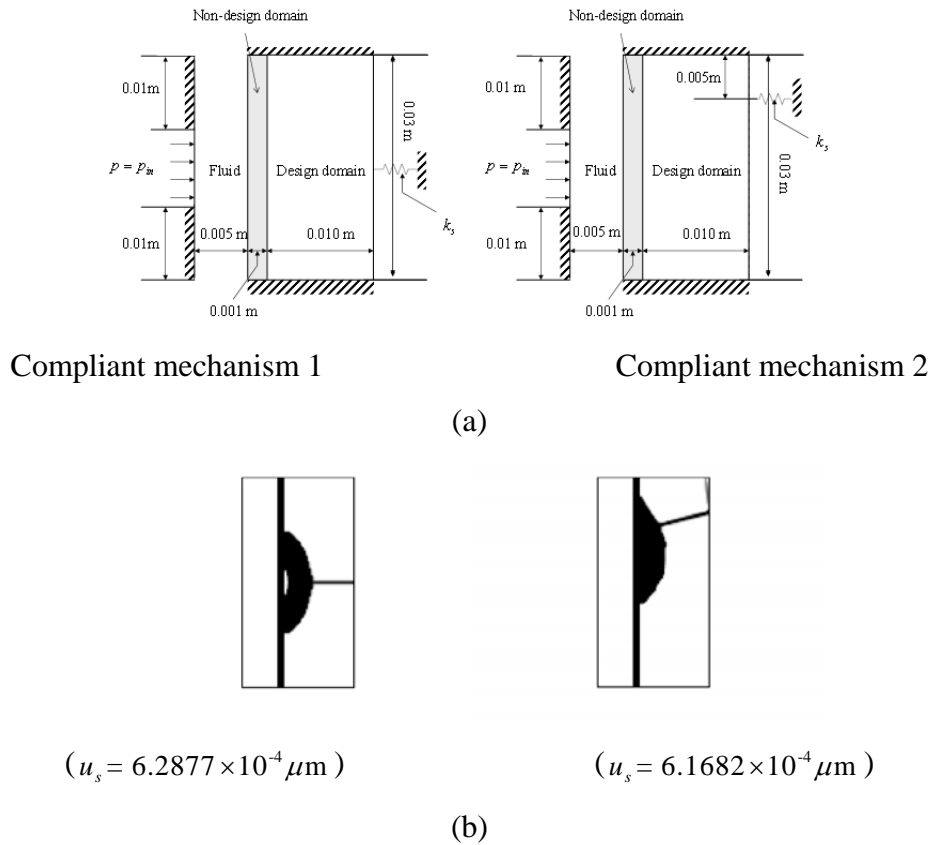 Non-design domain
0.01m
p = p_in
0.01m
Fluid
Design domain
0.005 m
0.010 m
0.001 m
0.03 m
k_s
Non-design domain
0.01 m
p = p_in
0.01 m
Fluid
Design domain
0.005 m
0.010 m
0.001 m
0.005m
0.03 m
k_s
Compliant mechanism 1
Compliant mechanism 2
(a)
( u_s = 6.2877 ×10^-4 μm )
( u_s = 6.1682 ×10^-4 μm )
(b)